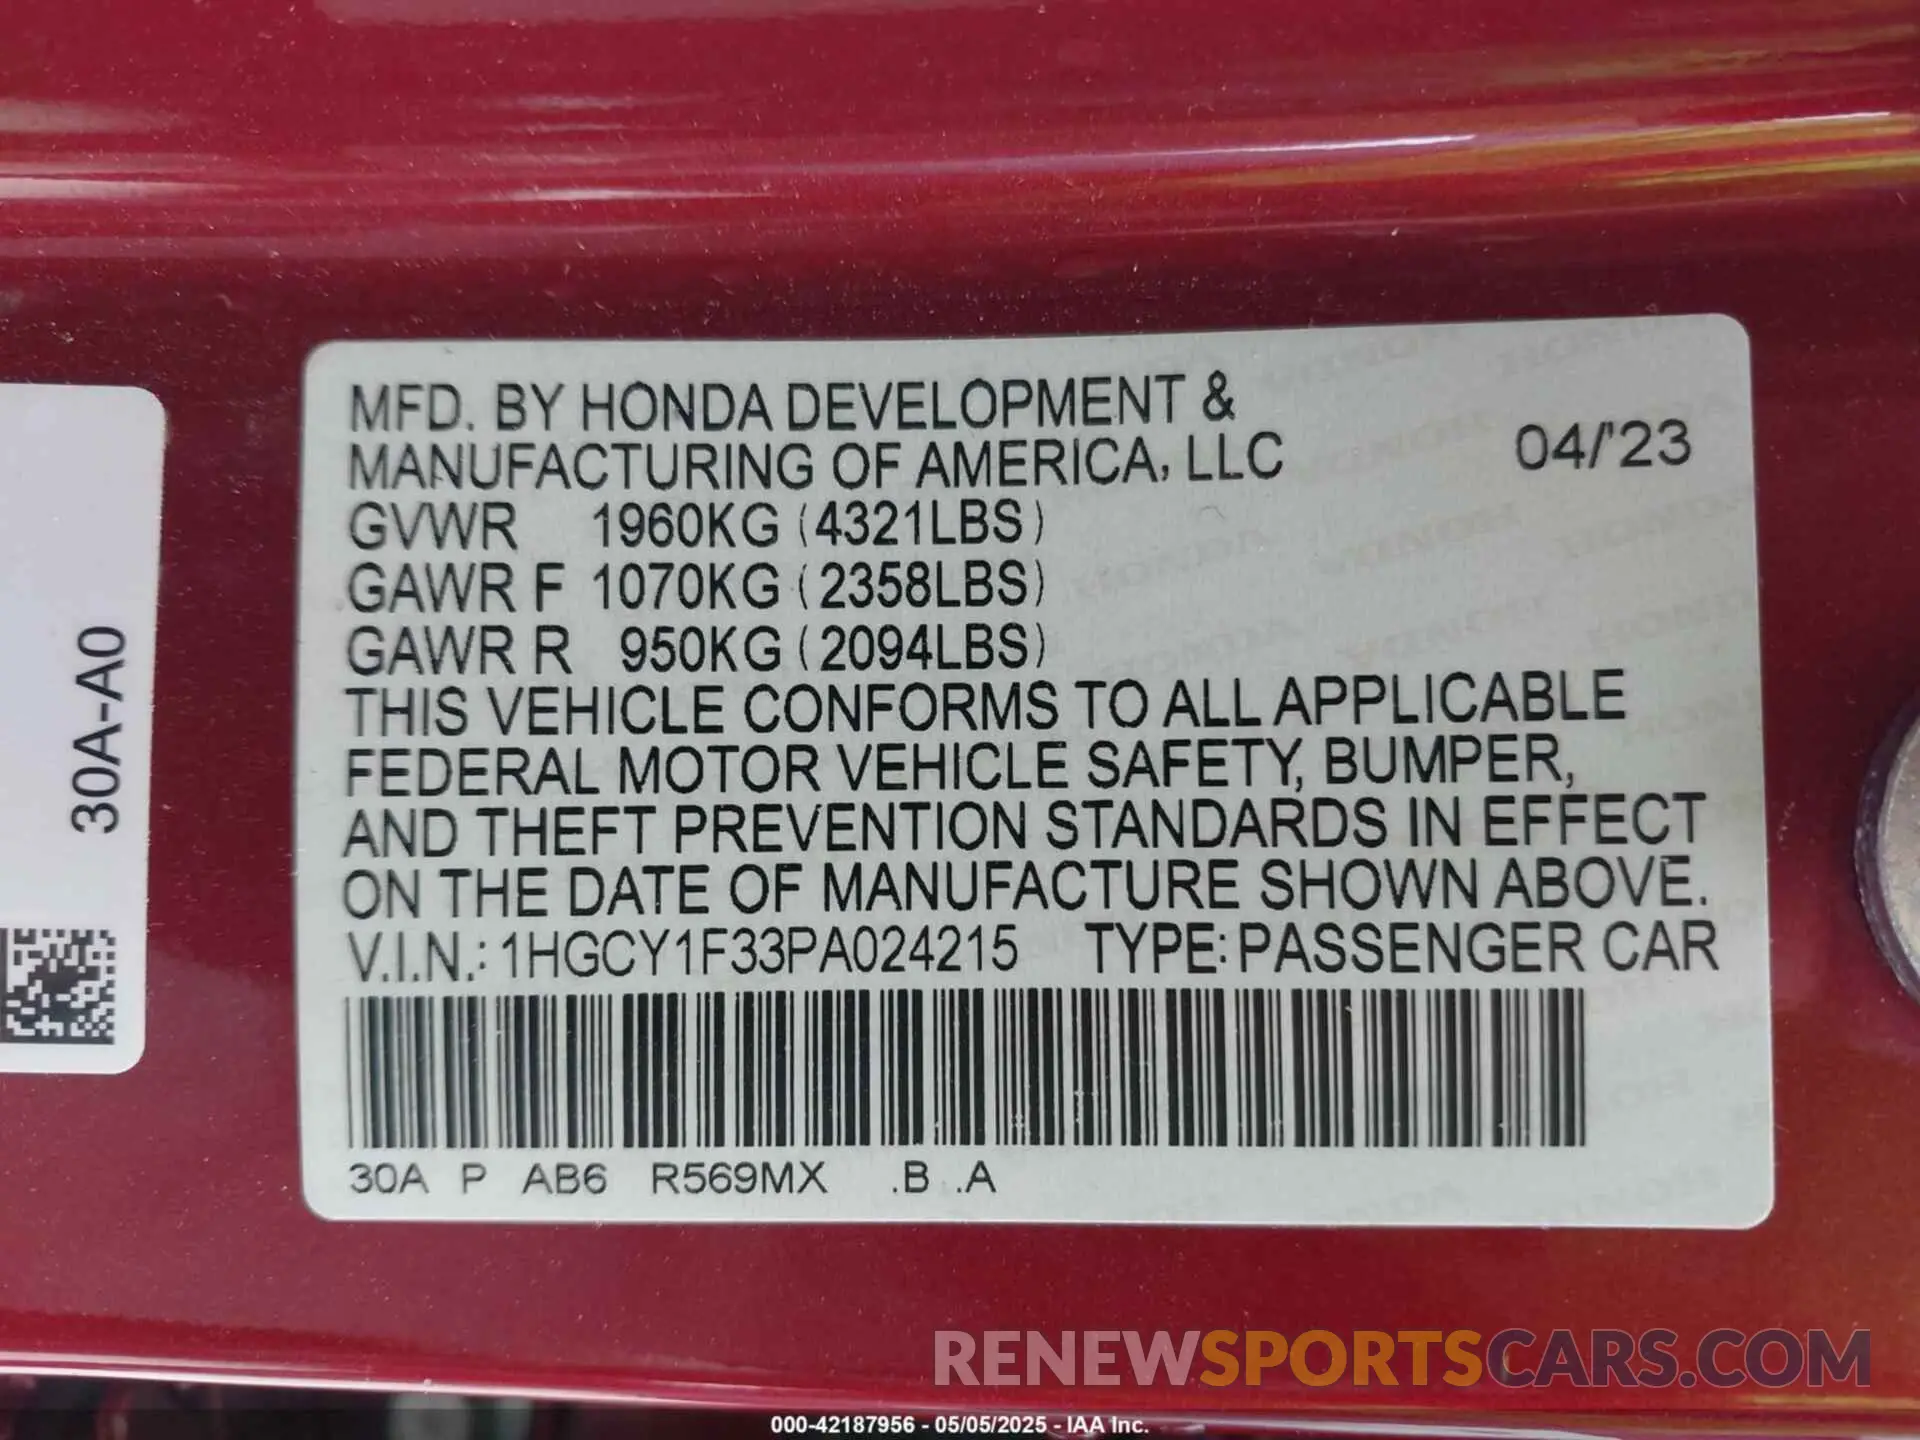 MFD. BY HONDA DEVELOPMENT &
MANUFACTURING OF AMERICA, LLC 04/'23
GVWR 1960KG (4321LBS)
GAWR F 1070KG (2358LBS)
GAWR R 950KG (2094LBS)
THIS VEHICLE CONFORMS TO ALL APPLICABLE
FEDERAL MOTOR VEHICLE SAFETY, BUMPER,
AND THEFT PREVENTION STANDARDS IN EFFECT
ON THE DATE OF MANUFACTURE SHOWN ABOVE.
V.I.N.: 1HGCY1F33PA024215 TYPE: PASSENGER CAR
30A P AB6 R569MX .B .A
30A-A0
RENEWSPORTSCARS.COM
000-42187956 - 05/05/2025 - IAA Inc.